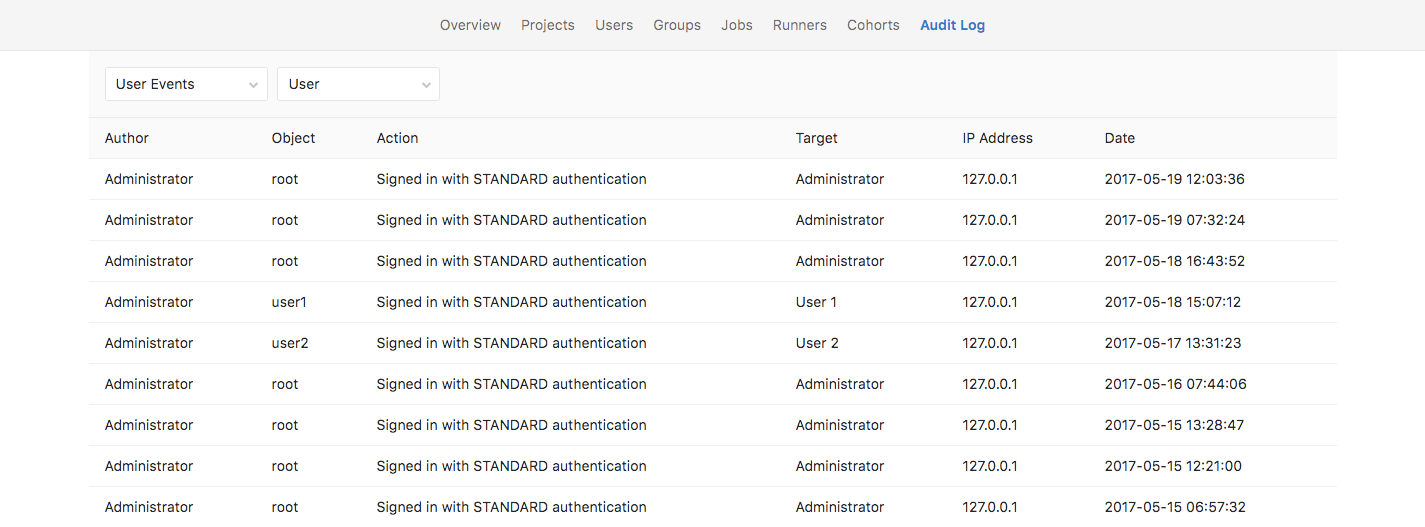 Overview Projects Users Groups Jobs Runners Cohorts Audit Log
User Events User
Author Object Action Target IP Address Date
Administrator root Signed in with STANDARD authentication Administrator 127.0.0.1 2017-05-19 12:03:36
Administrator root Signed in with STANDARD authentication Administrator 127.0.0.1 2017-05-19 07:32:24
Administrator root Signed in with STANDARD authentication Administrator 127.0.0.1 2017-05-18 16:43:52
Administrator user1 Signed in with STANDARD authentication User 1 127.0.0.1 2017-05-18 15:07:12
Administrator user2 Signed in with STANDARD authentication User 2 127.0.0.1 2017-05-17 13:31:23
Administrator root Signed in with STANDARD authentication Administrator 127.0.0.1 2017-05-16 07:44:06
Administrator root Signed in with STANDARD authentication Administrator 127.0.0.1 2017-05-15 13:28:47
Administrator root Signed in with STANDARD authentication Administrator 127.0.0.1 2017-05-15 12:21:00
Administrator root Signed in with STANDARD authentication Administrator 127.0.0.1 2017-05-15 06:57:32